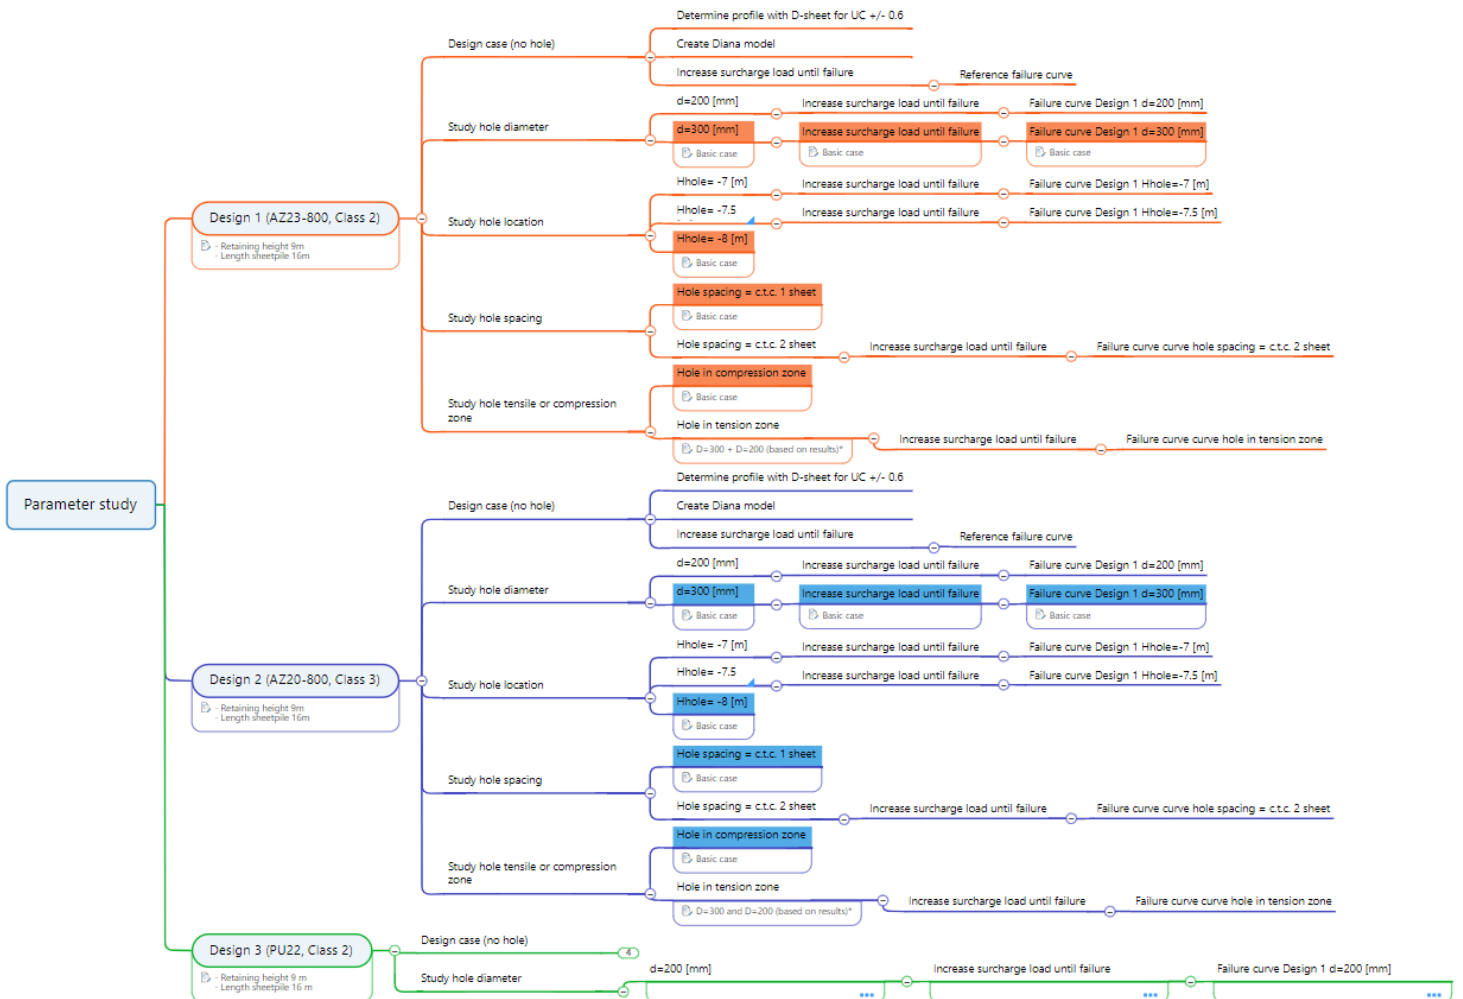 Parameter study
Design 1 (AZ23-800, Class 2)
- Retaining height 9m
- Length sheetpile 16m
Design case (no hole)
Determine profile with D-sheet for UC +/- 0.6
Create Diana model
Increase surcharge load until failure
Reference failure curve
Study hole diameter
d=200 [mm]
Increase surcharge load until failure
Failure curve Design 1 d=200 [mm]
d=300 [mm]
Basic case
Increase surcharge load until failure
Basic case
Failure curve Design 1 d=300 [mm]
Basic case
Study hole location
Hhole= -7 [m]
Increase surcharge load until failure
Failure curve Design 1 Hhole=-7 [m]
Hhole= -7.5
Increase surcharge load until failure
Failure curve Design 1 Hhole=-7.5 [m]
Hhole= -8 [m]
Basic case
Study hole spacing
Hole spacing = c.t.c. 1 sheet
Basic case
Hole spacing = c.t.c. 2 sheet
Increase surcharge load until failure
Failure curve curve hole spacing = c.t.c. 2 sheet
Study hole tensile or compression
zone
Hole in compression zone
Basic case
Hole in tension zone
D=300 + D=200 (based on results)*
Increase surcharge load until failure
Failure curve curve hole in tension zone
Design 2 (AZ20-800, Class 3)
- Retaining height 9m
- Length sheetpile 16m
Design case (no hole)
Determine profile with D-sheet for UC +/- 0.6
Create Diana model
Increase surcharge load until failure
Reference failure curve
Study hole diameter
d=200 [mm]
Increase surcharge load until failure
Failure curve Design 1 d=200 [mm]
d=300 [mm]
Basic case
Increase surcharge load until failure
Basic case
Failure curve Design 1 d=300 [mm]
Basic case
Study hole location
Hhole= -7 [m]
Increase surcharge load until failure
Failure curve Design 1 Hhole=-7 [m]
Hhole= -7.5
Increase surcharge load until failure
Failure curve Design 1 Hhole=-7.5 [m]
Hhole= -8 [m]
Basic case
Study hole spacing
Hole spacing = c.t.c. 1 sheet
Basic case
Hole spacing = c.t.c. 2 sheet
Increase surcharge load until failure
Failure curve curve hole spacing = c.t.c. 2 sheet
Study hole tensile or compression
zone
Hole in compression zone
Basic case
Hole in tension zone
D=300 and D=200 (based on results)*
Increase surcharge load until failure
Failure curve curve hole in tension zone
Design 3 (PU22, Class 2)
- Retaining height 9 m
- Length sheetpile 16 m
Design case (no hole)
4
Study hole diameter
d=200 [mm]
Increase surcharge load until failure
Failure curve Design 1 d=200 [mm]